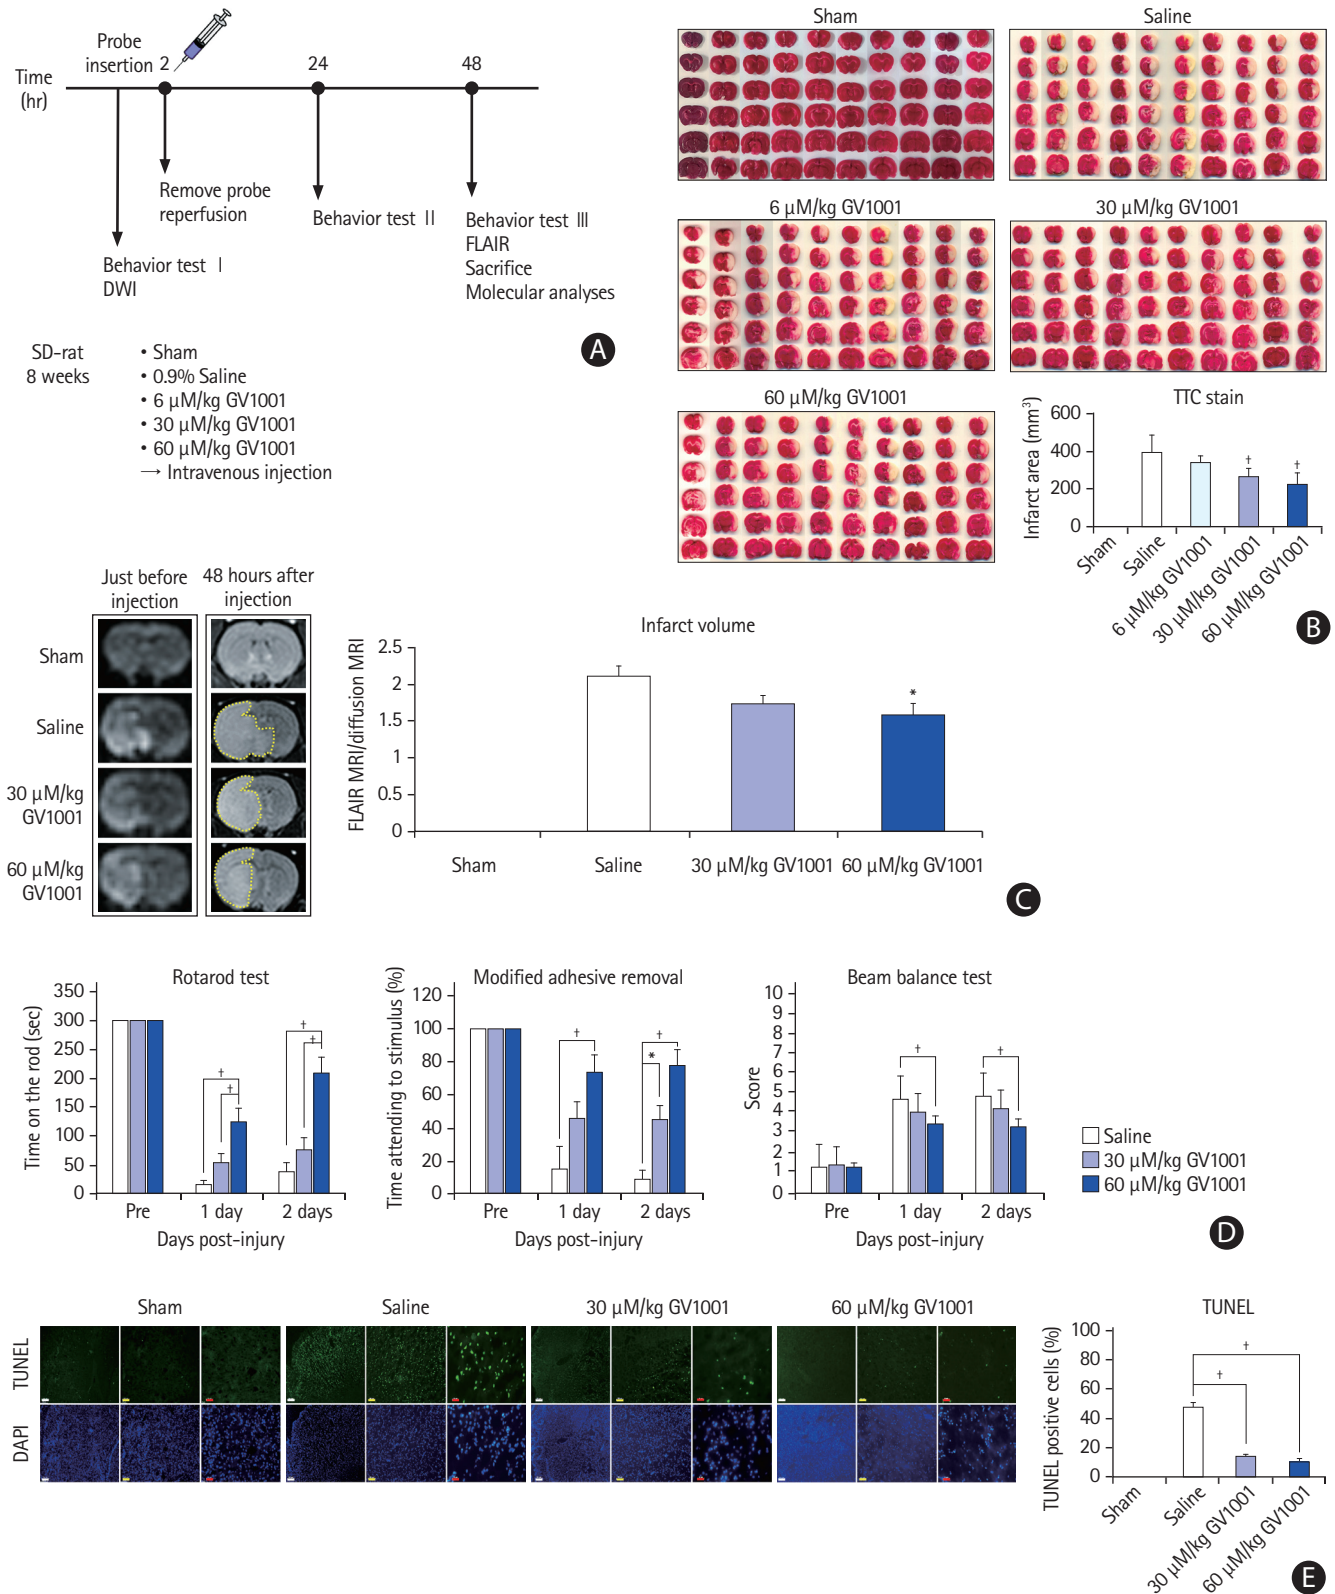 Time
(hr)
Probe
insertion
2
24
48
Remove probe
reperfusion
Behavior test Ⅰ
DWI
Behavior test Ⅱ
Behavior test Ⅲ
FLAIR
Sacrifice
Molecular analyses
SD-rat
8 weeks
• Sham
• 0.9% Saline
• 6 μM/kg GV1001
• 30 μM/kg GV1001
• 60 μM/kg GV1001
→ Intravenous injection
A
Sham
Saline
6 μM/kg GV1001
30 μM/kg GV1001
60 μM/kg GV1001
TTC stain
Infarct area (mm³)
600
400
200
0
†
†
Sham
Saline
6 μM/kg GV1001
30 μM/kg GV1001
60 μM/kg GV1001
B
Just before
injection
48 hours after
injection
Sham
Saline
30 μM/kg
GV1001
60 μM/kg
GV1001
Infarct volume
FLAIR MRI/diffusion MRI
2.5
2
1.5
1
0.5
0
*
Sham
Saline
30 μM/kg GV1001
60 μM/kg GV1001
C
Rotarod test
Time on the rod (sec)
350
300
250
200
150
100
50
0
†
†
†
†
Pre
1 day
2 days
Days post-injury
Modified adhesive removal
Time attending to stimulus (%)
120
100
80
60
40
20
0
†
†
*
Pre
1 day
2 days
Days post-injury
Beam balance test
Score
10
9
8
7
6
5
4
3
2
1
0
†
†
Pre
1 day
2 days
Days post-injury
Saline
30 μM/kg GV1001
60 μM/kg GV1001
D
Sham
Saline
30 μM/kg GV1001
60 μM/kg GV1001
TUNEL
DAPI
TUNEL
TUNEL positive cells (%)
100
80
60
40
20
0
†
†
Sham
Saline
30 μM/kg GV1001
60 μM/kg GV1001
E